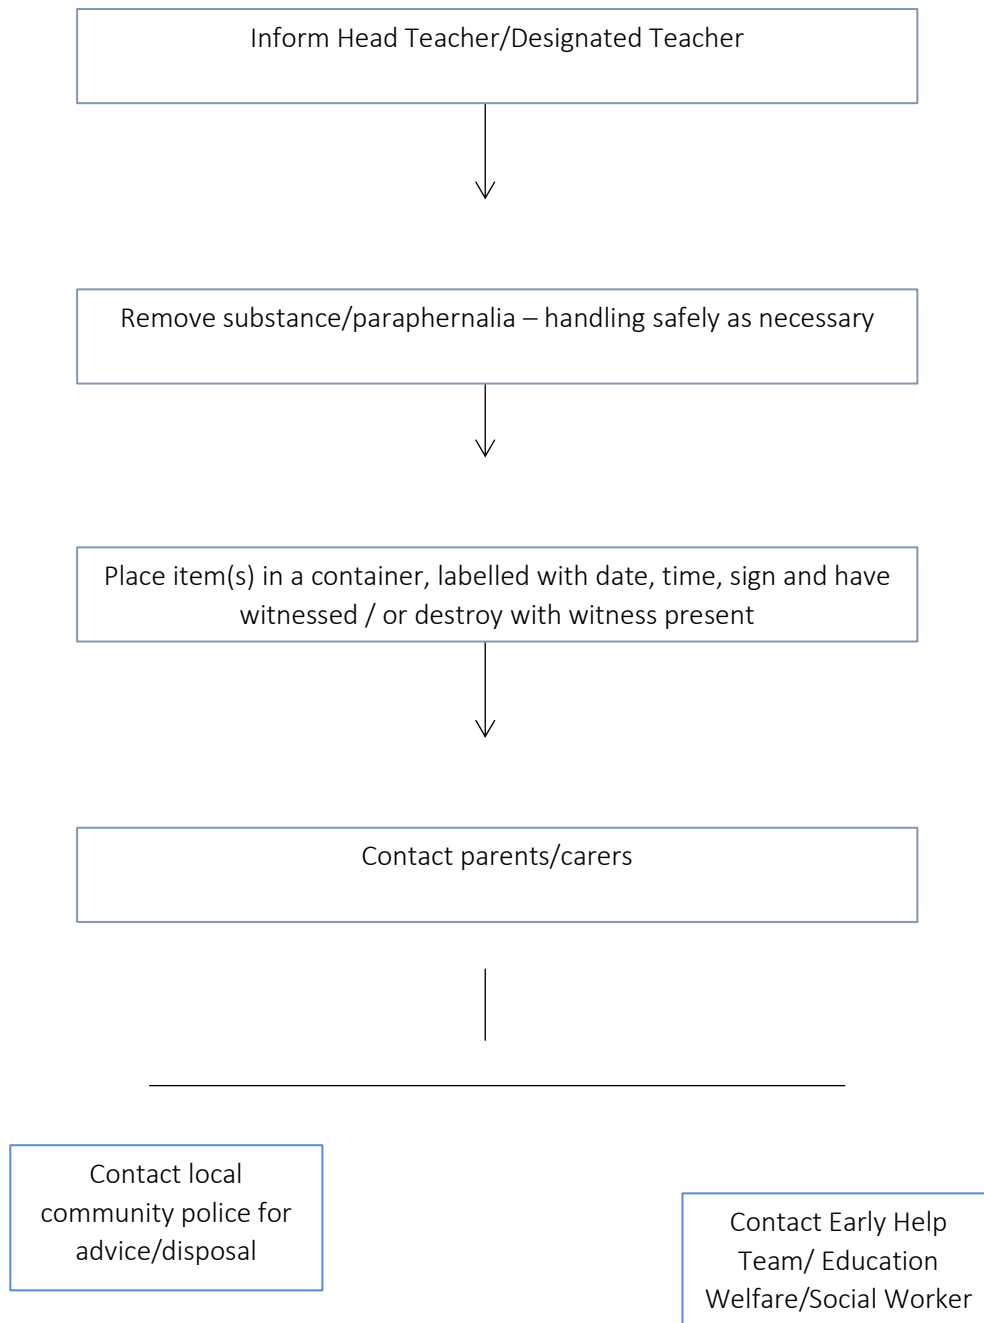 Inform Head Teacher/Designated Teacher
Remove substance/paraphernalia – handling safely as necessary
Place item(s) in a container, labelled with date, time, sign and have
witnessed / or destroy with witness present
Contact parents/carers
Contact local
community police for
advice/disposal
Contact Early Help
Team/ Education
Welfare/Social Worker